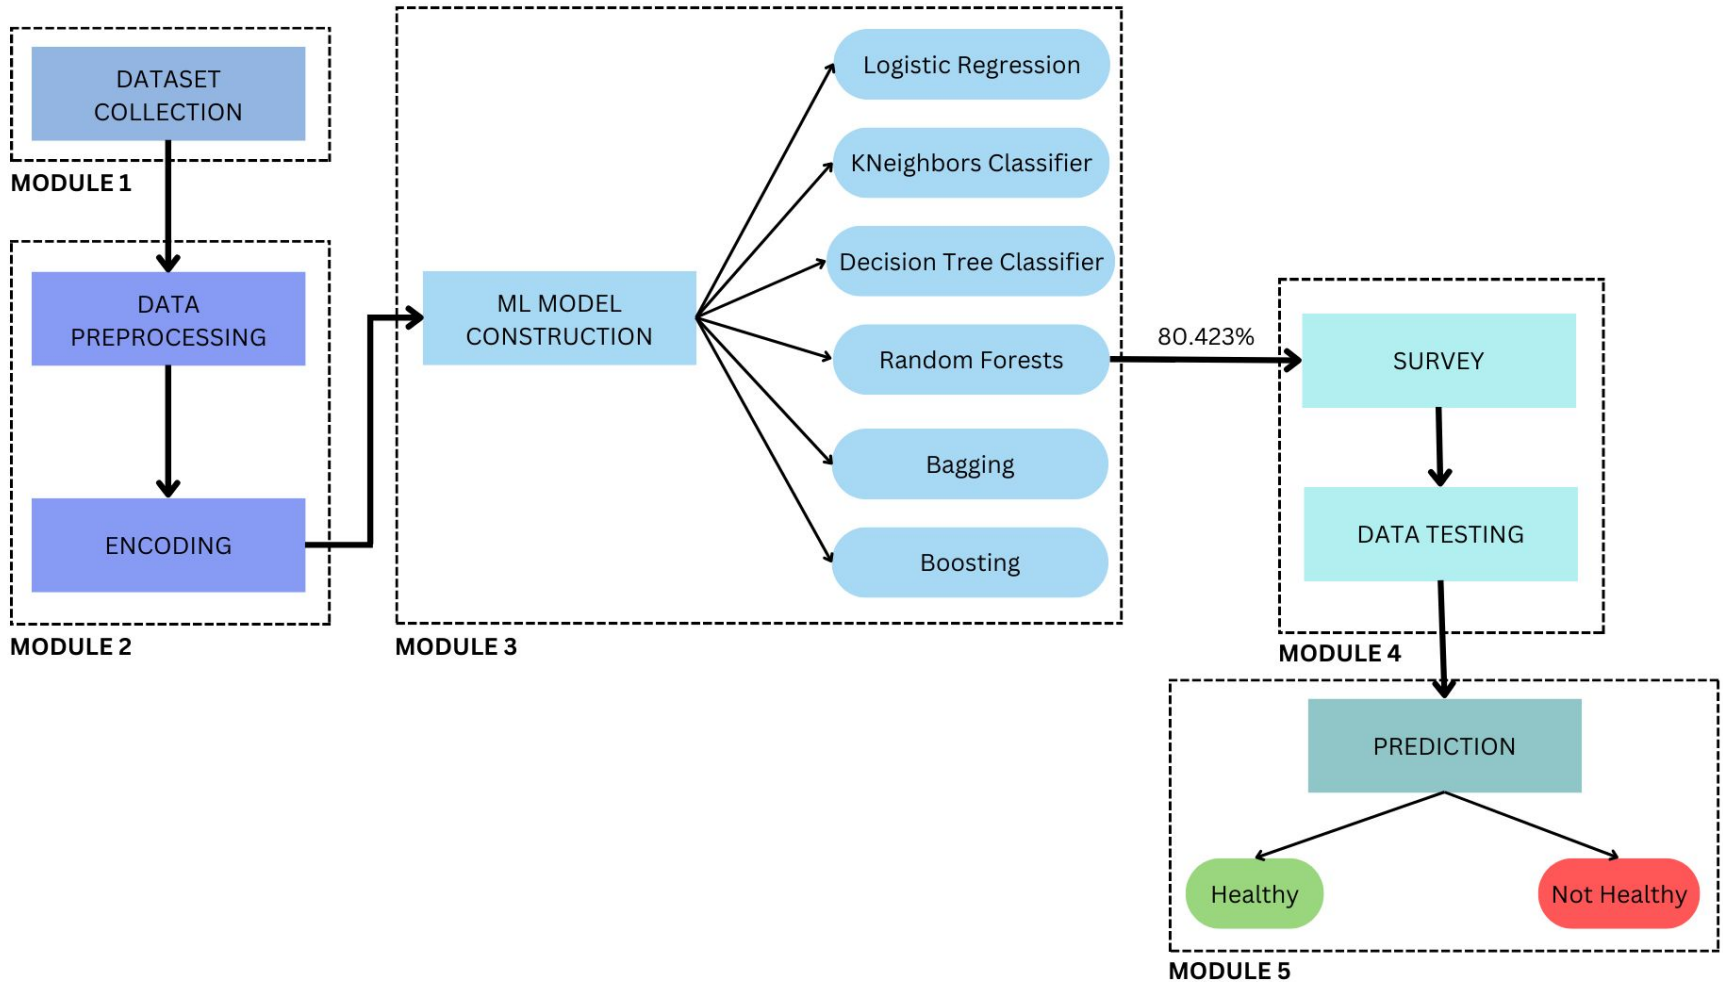 DATASET
COLLECTION
MODULE 1
DATA
PREPROCESSING
ENCODING
MODULE 2
ML MODEL
CONSTRUCTION
Logistic Regression
KNeighbors Classifier
Decision Tree Classifier
Random Forests
Bagging
Boosting
MODULE 3
80.423%
SURVEY
DATA TESTING
MODULE 4
PREDICTION
Healthy
Not Healthy
MODULE 5